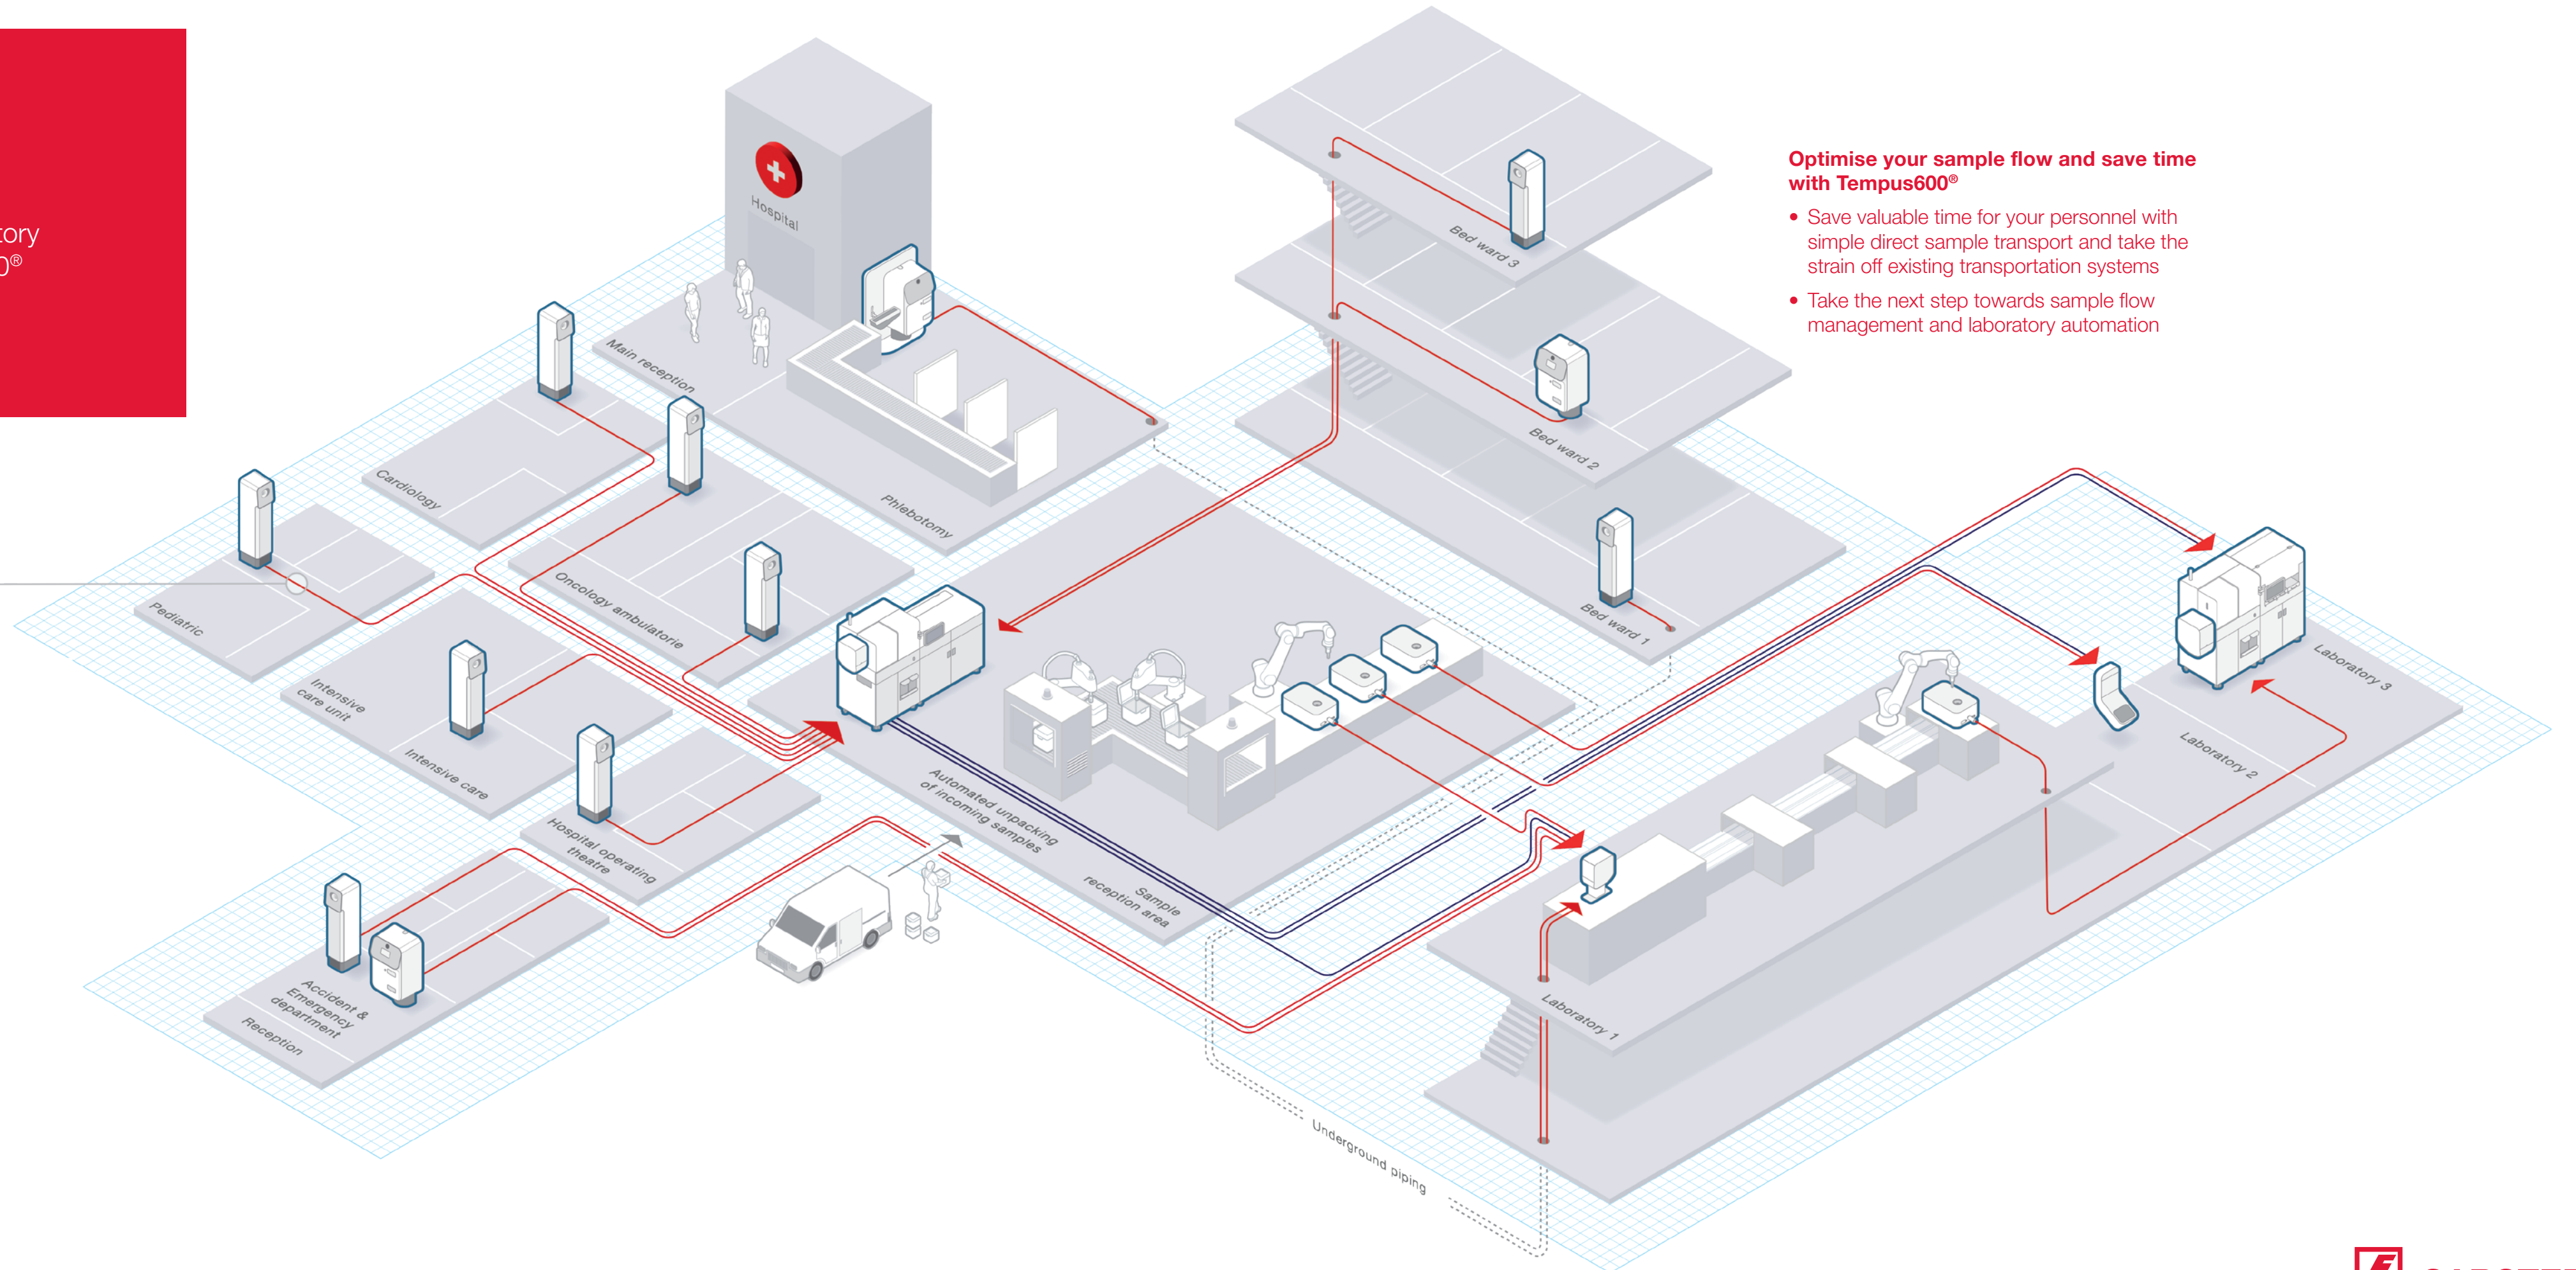 tory
0®
Hospital
Main reception
Phlebotomy
Cardiology
Oncology ambulatorie
Pediatric
Intensive
care unit
Intensive care
Hospital operating
theatre
Accident &
Emergency
department
Reception
Automated unpacking
of incoming samples
Sample
reception area
Bed ward 3
Bed ward 2
Bed ward 1
Optimise your sample flow and save time
with Tempus600®
• Save valuable time for your personnel with
simple direct sample transport and take the
strain off existing transportation systems
• Take the next step towards sample flow
management and laboratory automation
Laboratory 3
Laboratory 2
Laboratory 1
Underground piping